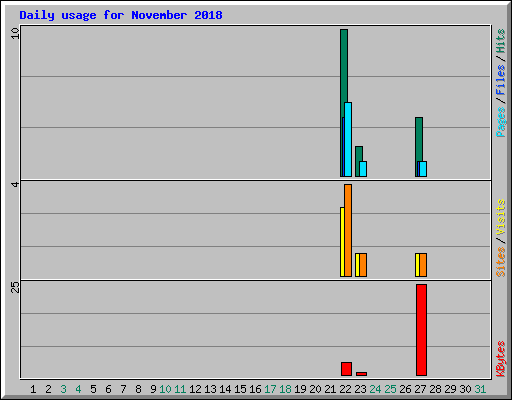 Daily usage for November 2018
10
4
25
Pages / Files / Hits
Sites / Visits
KBytes
1 2 3 4 5 6 7 8 9 10 11 12 13 14 15 16 17 18 19 20 21 22 23 24 25 26 27 28 29 30 31